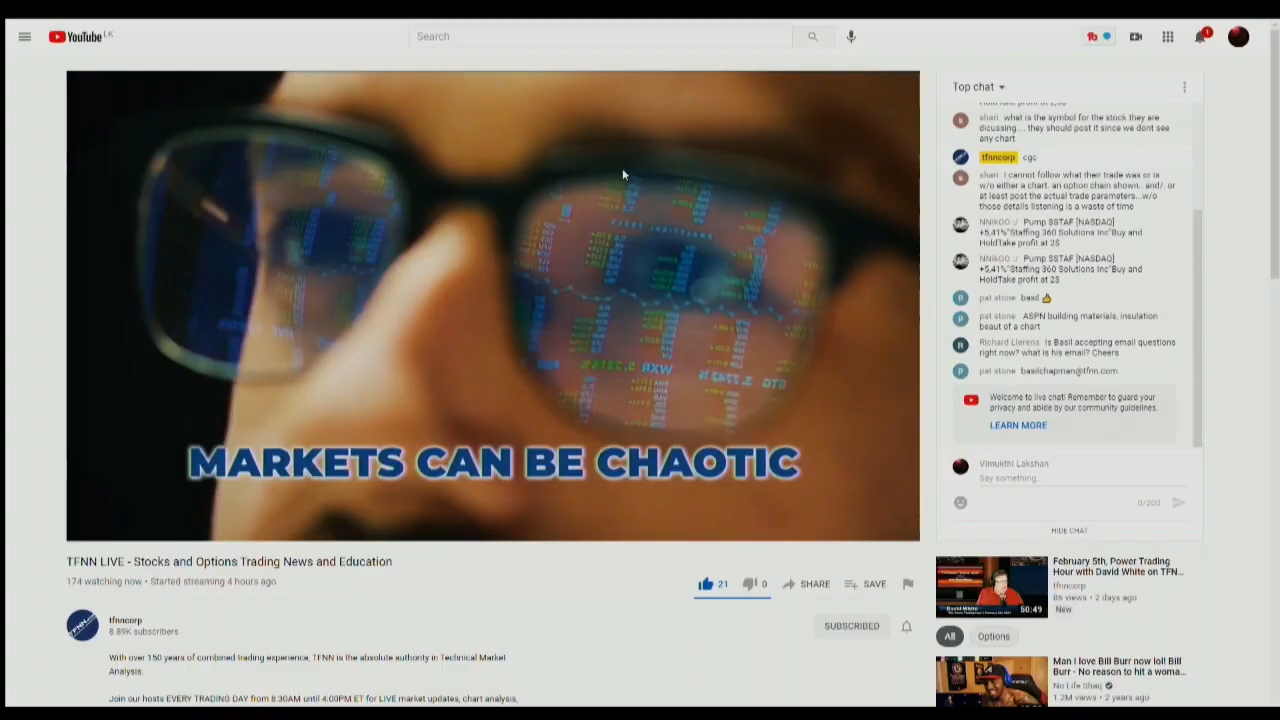 YouTube LK
Search
1
MARKETS CAN BE CHAOTIC
TFNN LIVE - Stocks and Options Trading News and Education
174 watching now • Started streaming 4 hours ago
21
0
SHARE
SAVE
tfnncorp
8.89K subscribers
SUBSCRIBED
With over 150 years of combined trading experience, TFNN is the absolute authority in Technical Market
Analysis.
Join our hosts EVERY TRADING DAY from 8:30AM until 4:00PM ET for LIVE market updates, chart analysis,
Top chat
shari what is the symbol for the stock they are
dicussing.... they should post it since we dont see
any chart
tfnncorp cgc
shari I cannot follow what their trade was or is
w/o either a chart. an option chain shown.. and/. or
at least post the actual trade parameters...w/o
those details listening is a waste of time
NNikOO :/ Pump $STAF [NASDAQ]
+5,41%"Staffing 360 Solutions Inc"Buy and
HoldTake profit at 2$
NNikOO :/ Pump $STAF [NASDAQ]
+5,41%"Staffing 360 Solutions Inc"Buy and
HoldTake profit at 2$
pat stone basil
pat stone ASPN building materials, insulation
beaut of a chart
Richard Llerena Is Basil accepting email questions
right now? what is his email? Cheers
pat stone basilchapman@tfnn.com
Welcome to live chat! Remember to guard your
privacy and abide by our community guidelines.
LEARN MORE
Vimukthi Lakshan
Say something...
0/200
HIDE CHAT
David White
50:49
February 5th, Power Trading
Hour with David White on TFN...
tfnncorp
86 views • 2 days ago
New
All
Options
Man I love Bill Burr now lol! Bill
Burr - No reason to hit a woma...
No Life Shaq
1.2M views • 2 years ago